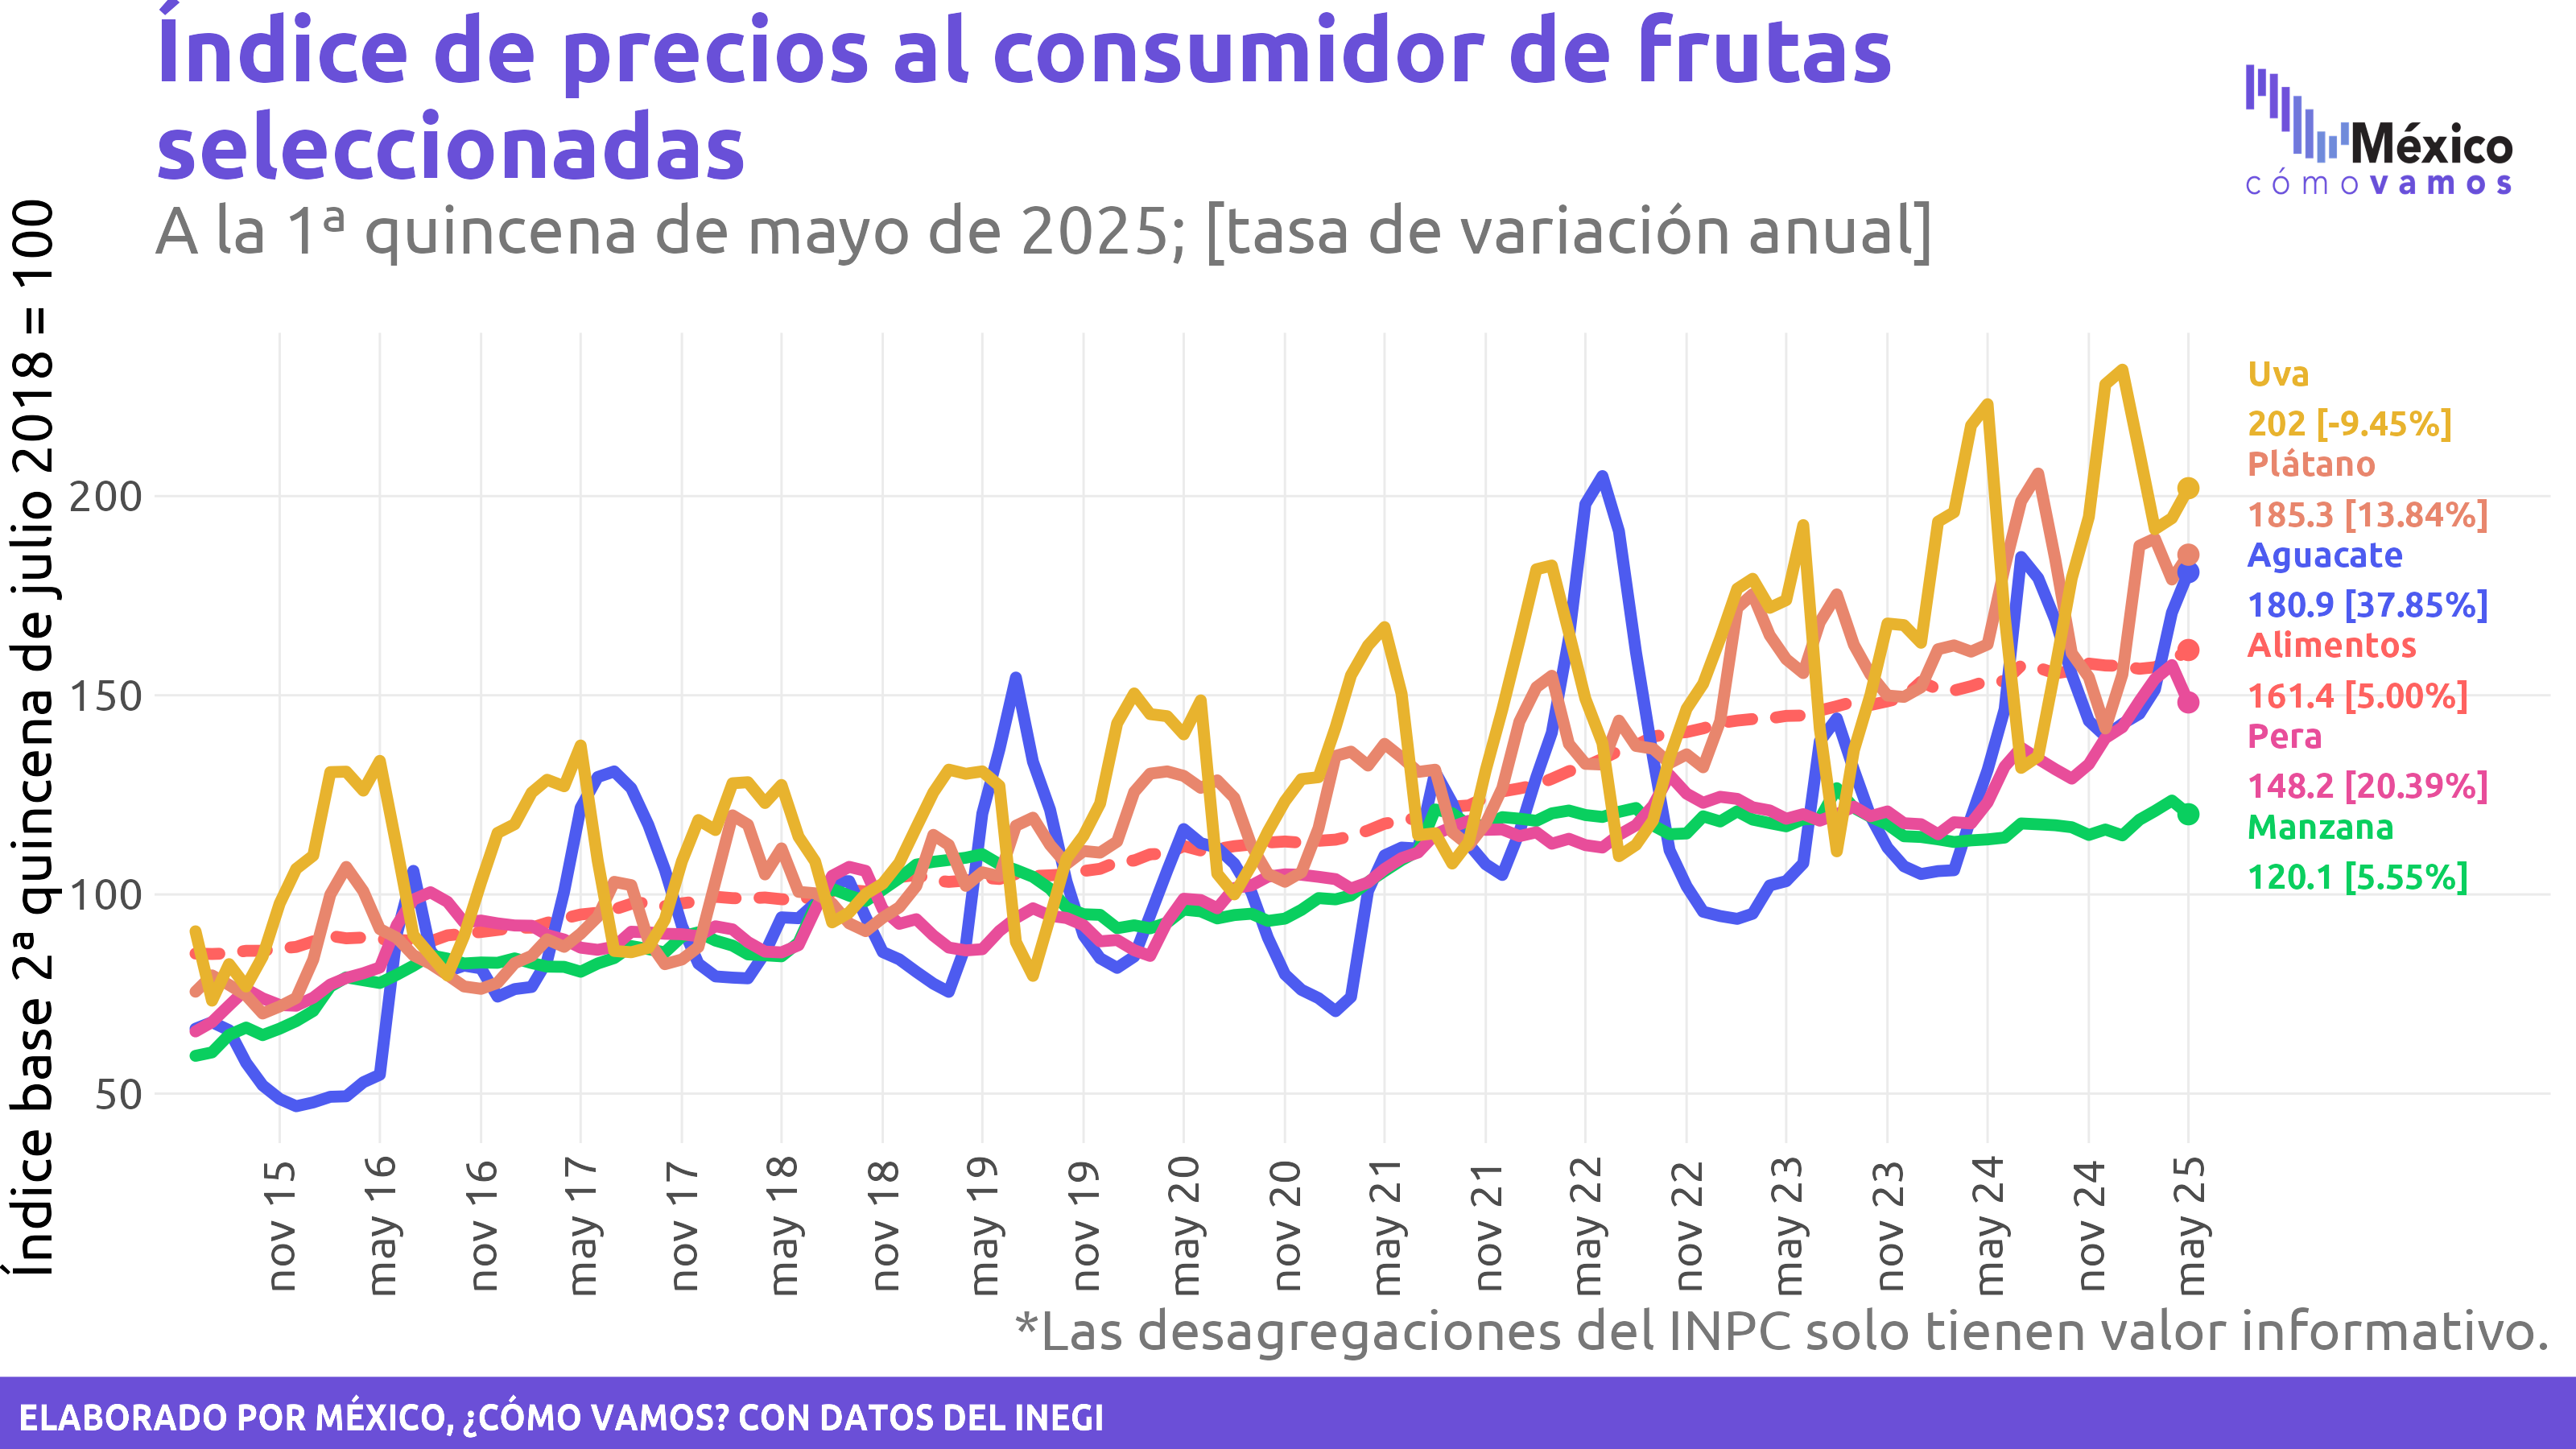 Índice de precios al consumidor de frutas
seleccionadas
A la 1ª quincena de mayo de 2025; [tasa de variación anual]
México
cómo vamos
Índice base 2ª quincena de julio 2018 = 100
200
150
100
50
Uva
202 [-9.45%]
Plátano
185.3 [13.84%]
Aguacate
180.9 [37.85%]
Alimentos
161.4 [5.00%]
Pera
148.2 [20.39%]
Manzana
120.1 [5.55%]
nov 15
may 16
nov 16
may 17
nov 17
may 18
nov 18
may 19
nov 19
may 20
nov 20
may 21
nov 21
may 22
nov 22
may 23
nov 23
may 24
nov 24
may 25
*Las desagregaciones del INPC solo tienen valor informativo.
ELABORADO POR MÉXICO, ¿CÓMO VAMOS? CON DATOS DEL INEGI